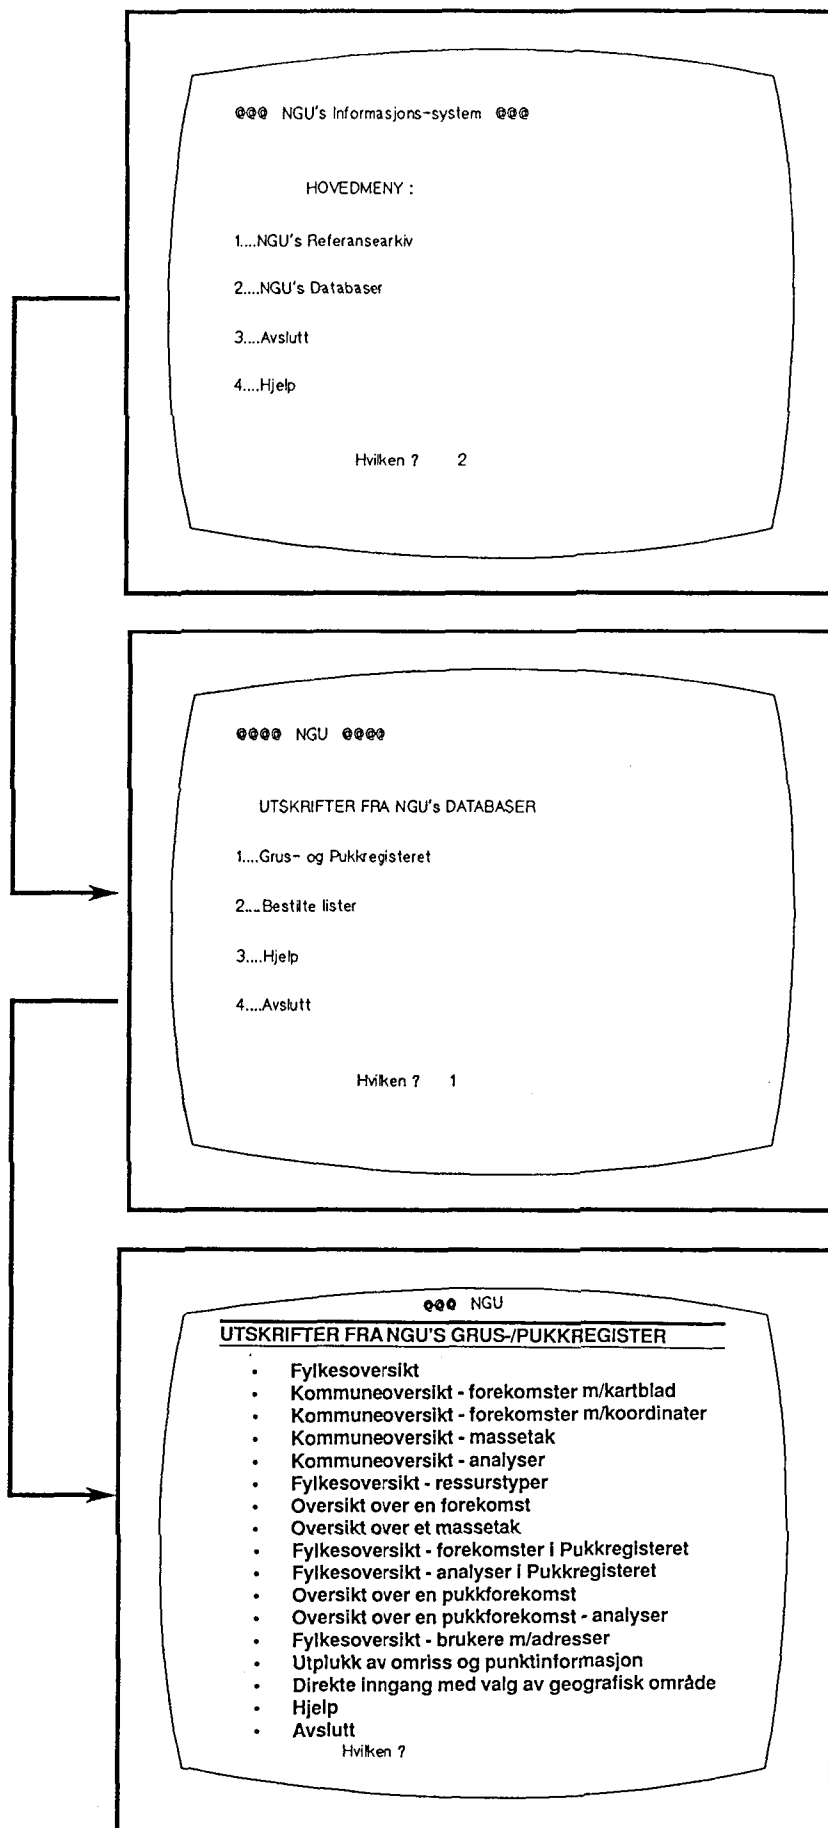 @@@ NGU's Informasjons-system @@@
HOVEDMENY :
1....NGU's Referansearkiv
2....NGU's Databaser
3....Avslutt
4....Hjelp
Hvilken ? 2
@@@@ NGU @@@@
UTSKRIFTER FRA NGU's DATABASER
1....Grus- og Pukkregisteret
2....Bestilte lister
3....Hjelp
4....Avslutt
Hvilken ? 1
@@@ NGU
UTSKRIFTER FRA NGU'S GRUS-/PUKKREGISTER
• Fylkesoversikt
• Kommuneoversikt - forekomster m/kartblad
• Kommuneoversikt - forekomster m/koordinater
• Kommuneoversikt - massetak
• Kommuneoversikt - analyser
• Fylkesoversikt - ressurstyper
• Oversikt over en forekomst
• Oversikt over et massetak
• Fylkesoversikt - forekomster i Pukkregisteret
• Fylkesoversikt - analyser i Pukkregisteret
• Oversikt over en pukkforekomst
• Oversikt over en pukkforekomst - analyser
• Fylkesoversikt - brukere m/adresser
• Utplukk av omriss og punktinformasjon
• Direkte inngang med valg av geografisk område
• Hjelp
• Avslutt
Hvilken ?